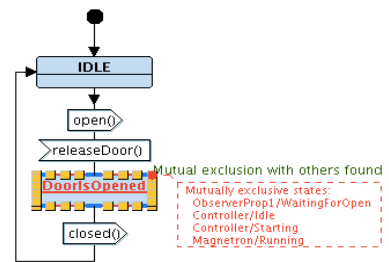 IDLE
open()
releaseDoor()
Mutual exclusion with others found
DoorIsOpened
Mutually exclusive states:
ObserverProp1/WaitingForOpen
Controller/Idle
Controller/Starting
Magnetron/Running
closed()